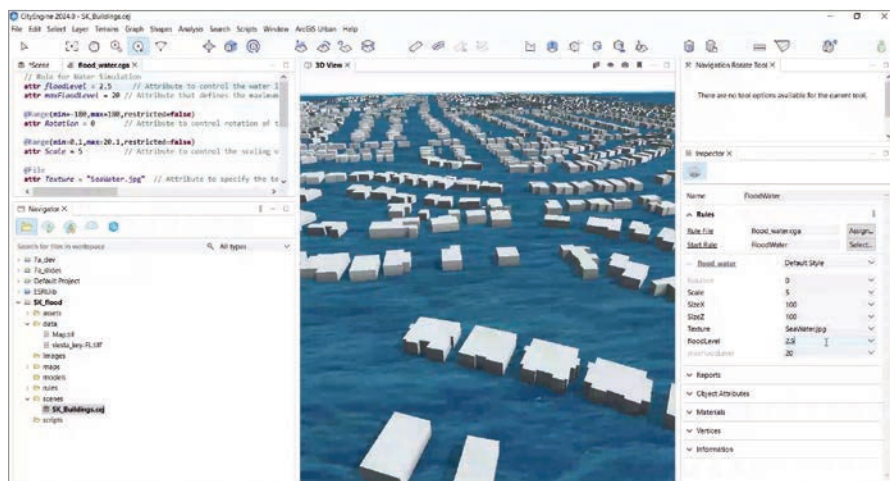 CityEngine 2024.0 - SK_Buildings.cej
File Edit Select Layer Terrains Graph Shapes Analysis Search Scripts Window ArcGIS Urban Help
*Scene flood_water.cga
// Rule for Water Simulation
attr floodLevel = 2.5 // Attribute to control the water l
attr maxFloodLevel = 20 // Attribute that defines the maximum
@Range(min=-180,max=180,restricted=false)
attr Rotation = 0 // Attribute to control rotation of t
@Range(min=0.1,max=20.1,restricted=false)
attr Scale = 5 // Attribute to control the scaling o
@File
attr Texture = "SeaWater.jpg" // Attribute to specify the te
Navigator
Search for files in workspace All types
7a_dev
7a_slides
Default Project
ESRI.lib
SK_flood
assets
data
Map.tif
siesta_key-FL.tif
images
maps
models
rules
scenes
SK_Buildings.cej
scripts
3D View
Navigation Rotate Tool
There are no tool options available for the current tool.
Inspector
Name FloodWater
Rules
Rule File flood_water.cga Assign...
Start Rule FloodWater Select...
flood_water Default Style
Rotation 0
Scale 5
SizeX 100
SizeZ 100
Texture SeaWater.jpg
floodLevel 2.5
maxFloodLevel 20
Reports
Object Attributes
Materials
Vertices
Information